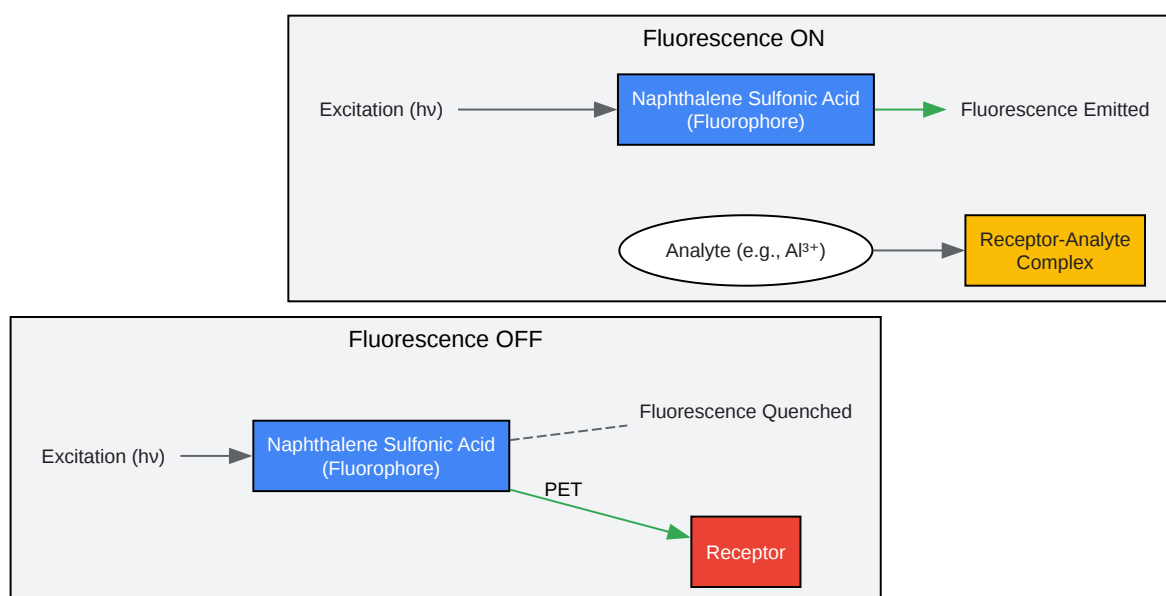 Fluorescence ON
Excitation (hν)
Naphthalene Sulfonic Acid
(Fluorophore)
Fluorescence Emitted
Analyte (e.g., Al³⁺)
Receptor-Analyte
Complex
Fluorescence OFF
Fluorescence Quenched
Excitation (hν)
Naphthalene Sulfonic Acid
(Fluorophore)
PET
Receptor